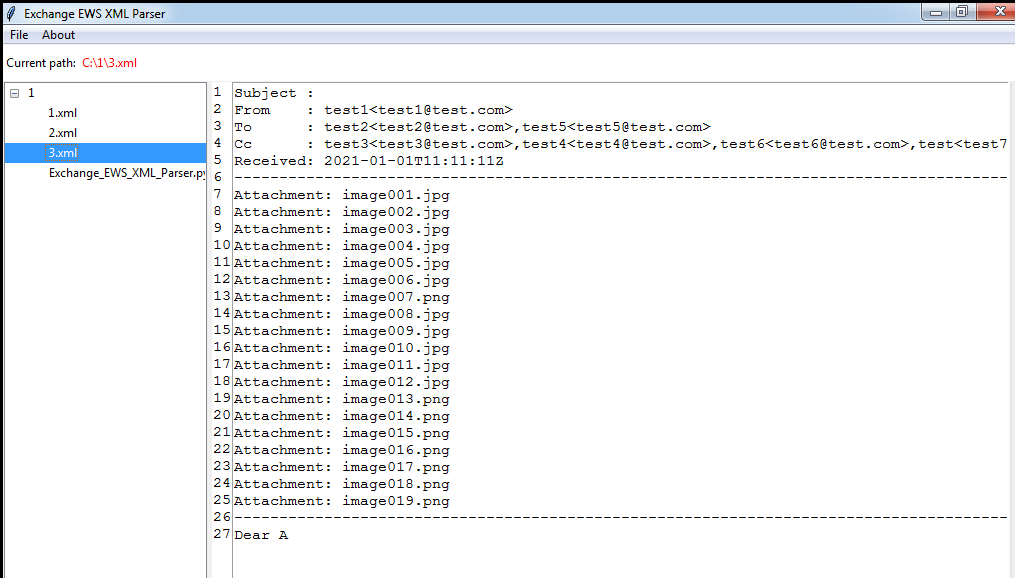 Exchange EWS XML Parser
File About
Current path: C:\1\3.xml
1
1.xml
2.xml
3.xml
Exchange_EWS_XML_Parser.py
1 Subject :
2 From : test1<test1@test.com>
3 To : test2<test2@test.com>,test5<test5@test.com>
4 Cc : test3<test3@test.com>,test4<test4@test.com>,test6<test6@test.com>,test<test7
5 Received: 2021-01-01T11:11:11Z
6 --------------------------------------------------------------------------------------
7 Attachment: image001.jpg
8 Attachment: image002.jpg
9 Attachment: image003.jpg
10 Attachment: image004.jpg
11 Attachment: image005.jpg
12 Attachment: image006.jpg
13 Attachment: image007.png
14 Attachment: image008.jpg
15 Attachment: image009.jpg
16 Attachment: image010.jpg
17 Attachment: image011.jpg
18 Attachment: image012.jpg
19 Attachment: image013.png
20 Attachment: image014.png
21 Attachment: image015.png
22 Attachment: image016.png
23 Attachment: image017.png
24 Attachment: image018.png
25 Attachment: image019.png
26 --------------------------------------------------------------------------------------
27 Dear A